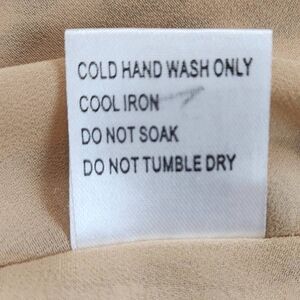 COLD HAND WASH ONLY
COOL IRON
DO NOT SOAK
DO NOT TUMBLE DRY